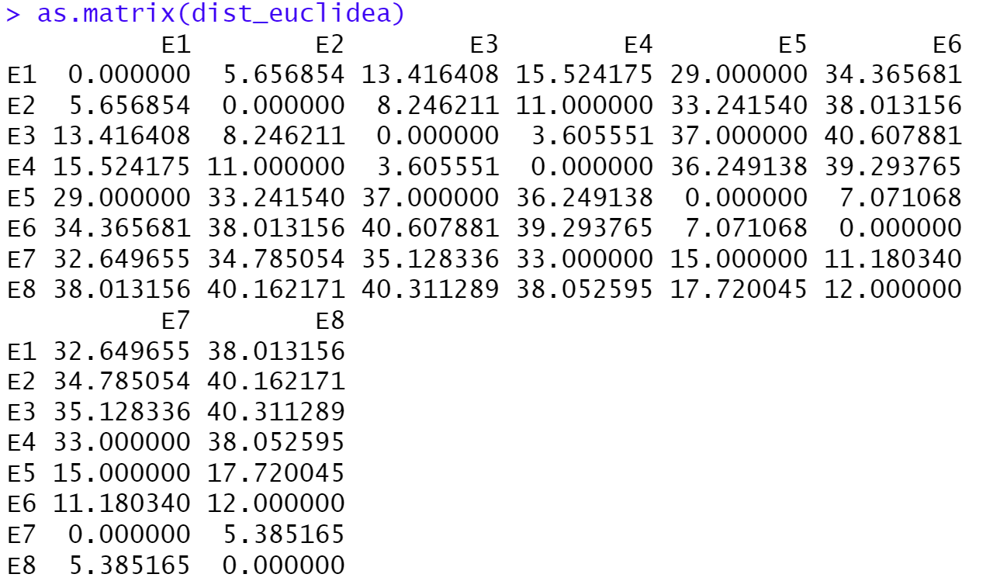 > as.matrix(dist_euclidea)
E1 E2 E3 E4 E5 E6
E1 0.000000 5.656854 13.416408 15.524175 29.000000 34.365681
E2 5.656854 0.000000 8.246211 11.000000 33.241540 38.013156
E3 13.416408 8.246211 0.000000 3.605551 37.000000 40.607881
E4 15.524175 11.000000 3.605551 0.000000 36.249138 39.293765
E5 29.000000 33.241540 37.000000 36.249138 0.000000 7.071068
E6 34.365681 38.013156 40.607881 39.293765 7.071068 0.000000
E7 32.649655 34.785054 35.128336 33.000000 15.000000 11.180340
E8 38.013156 40.162171 40.311289 38.052595 17.720045 12.000000
E7 E8
E1 32.649655 38.013156
E2 34.785054 40.162171
E3 35.128336 40.311289
E4 33.000000 38.052595
E5 15.000000 17.720045
E6 11.180340 12.000000
E7 0.000000 5.385165
E8 5.385165 0.000000